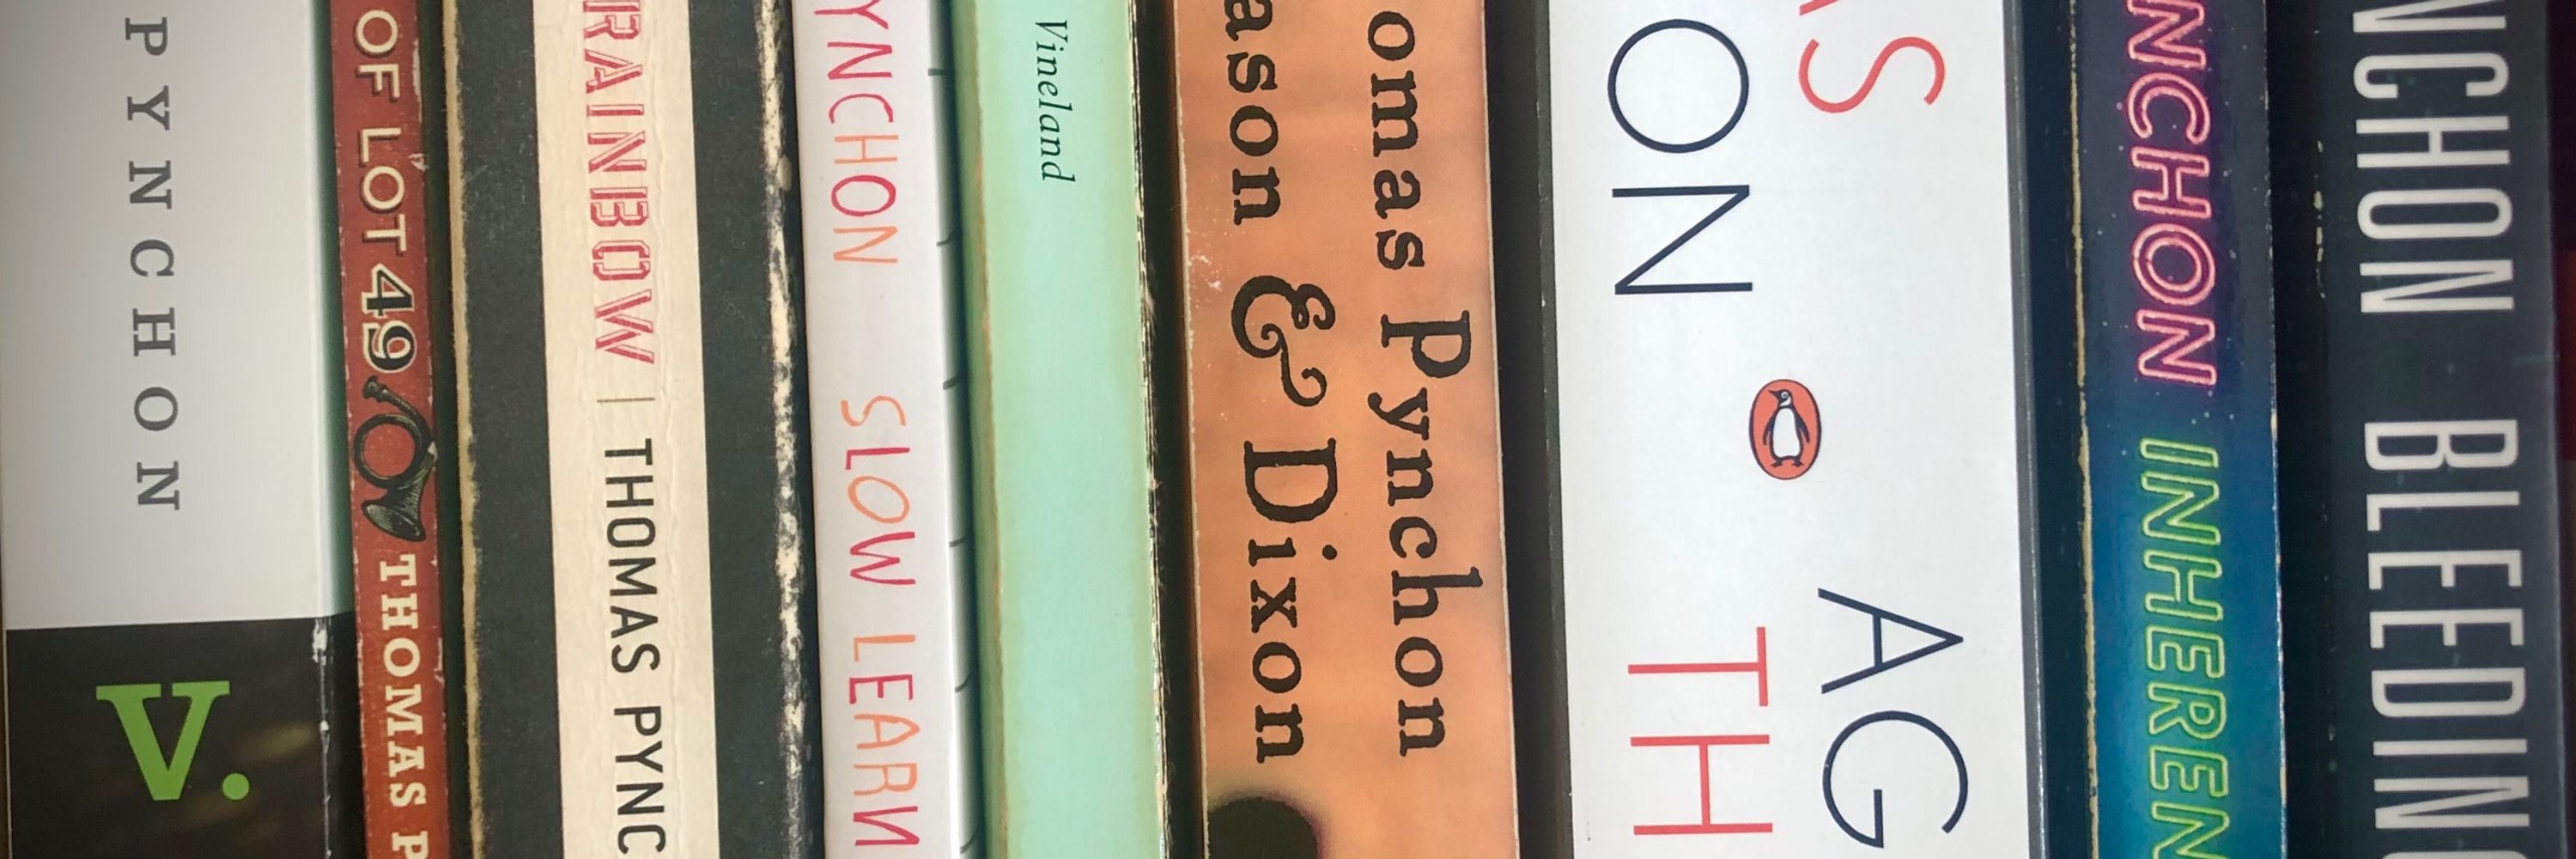 PYNCHON
V.
OF LOT 49 THOMAS P
RAINBOW | THOMAS PYNC
YNCHON SLOW LEARN
Vineland
omas Pynchon
ason & Dixon
AS AG
ON TH
NCHON INHEREN
NCHON BLEEDING